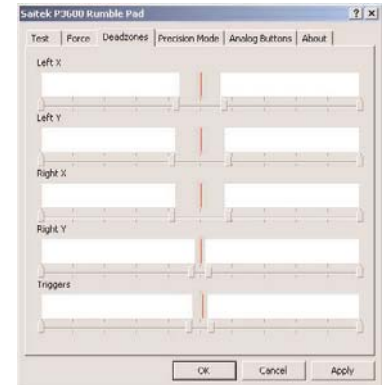 Saitek P3600 Rumble Pad
Test Force Deadzones Precision Mode Analog Buttons About
Left X
Left Y
Right X
Right Y
Triggers
OK Cancel Apply